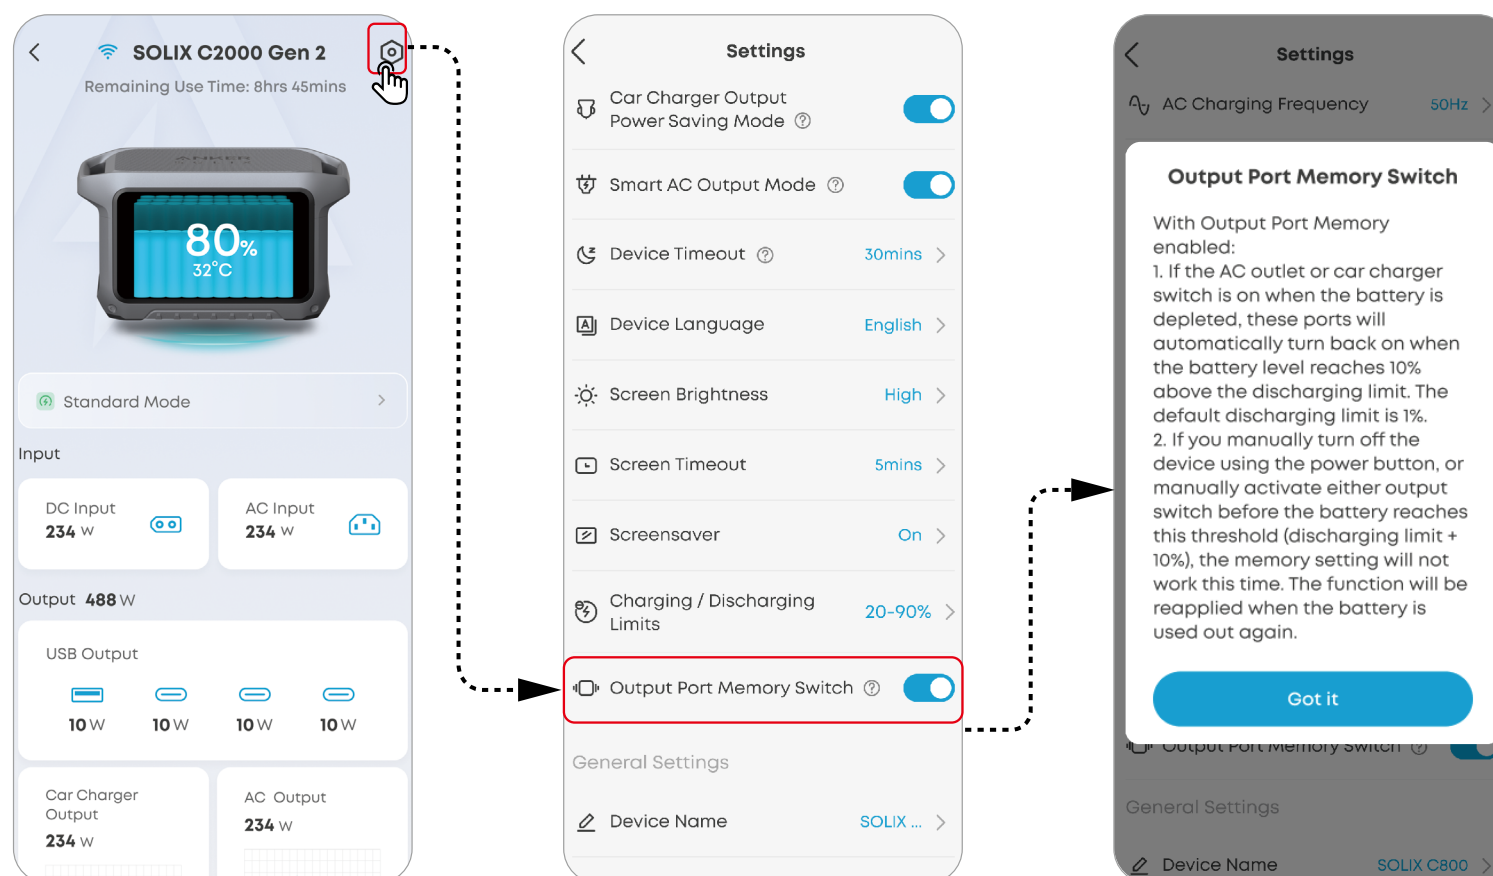 SOLIX C2000 Gen 2
Remaining Use Time: 8hrs 45mins
ANKER
80%
32°C
Standard Mode
Input
DC Input
234 W
AC Input
234 W
Output 488 W
USB Output
10 W
10 W
10 W
10 W
Car Charger
Output
234 W
AC Output
234 W
Settings
Car Charger Output
Power Saving Mode
Smart AC Output Mode
Device Timeout
30mins
Device Language
English
Screen Brightness
High
Screen Timeout
5mins
Screensaver
On
Charging / Discharging
Limits
20-90%
Output Port Memory Switch
General Settings
Device Name
SOLIX ...
Settings
AC Charging Frequency
50Hz
Output Port Memory Switch
With Output Port Memory
enabled:
1. If the AC outlet or car charger
switch is on when the battery is
depleted, these ports will
automatically turn back on when
the battery level reaches 10%
above the discharging limit. The
default discharging limit is 1%.
2. If you manually turn off the
device using the power button, or
manually activate either output
switch before the battery reaches
this threshold (discharging limit +
10%), the memory setting will not
work this time. The function will be
reapplied when the battery is
used out again.
Got it
Output Port Memory Switch
General Settings
Device Name
SOLIX C800